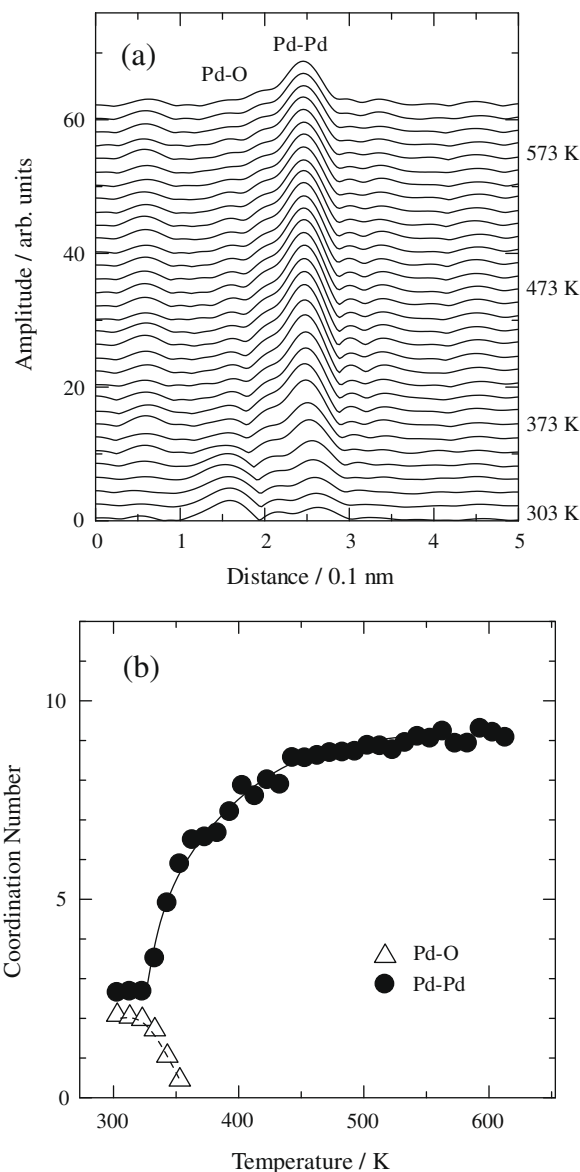 (a)
Pd-Pd
Pd-O
Amplitude / arb. units
60
40
20
0
573 K
473 K
373 K
303 K
0 1 2 3 4 5
Distance / 0.1 nm
(b)
Coordination Number
10
5
0
Pd-O
Pd-Pd
300 400 500 600
Temperature / K